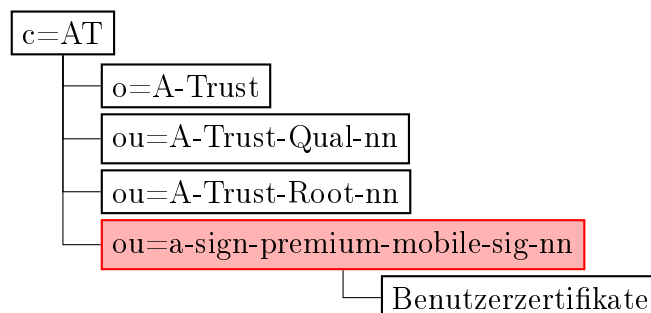 c=AT
o=A-Trust
ou=A-Trust-Qual-nn
ou=A-Trust-Root-nn
ou=a-sign-premium-mobile-sig-nn
Benutzerzertifikate